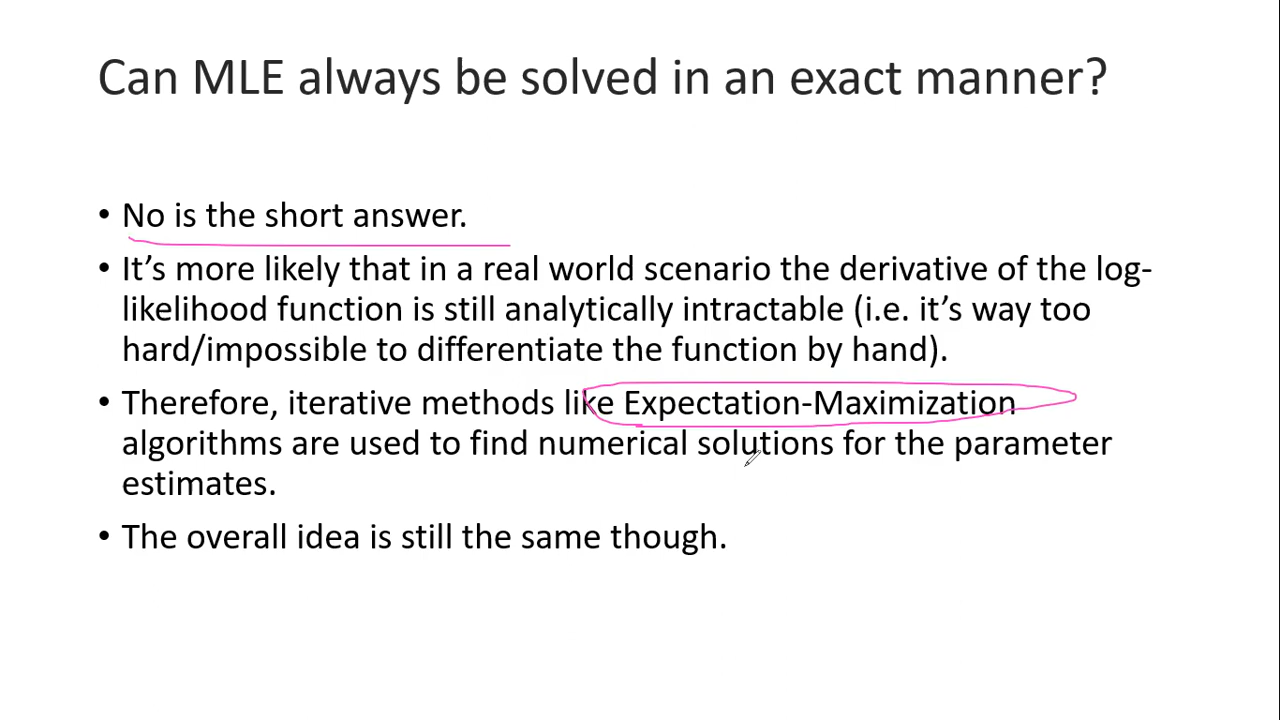 Can MLE always be solved in an exact manner?
• No is the short answer.
• It’s more likely that in a real world scenario the derivative of the log-
likelihood function is still analytically intractable (i.e. it’s way too
hard/impossible to differentiate the function by hand).
• Therefore, iterative methods like Expectation-Maximization
algorithms are used to find numerical solutions for the parameter
estimates.
• The overall idea is still the same though.